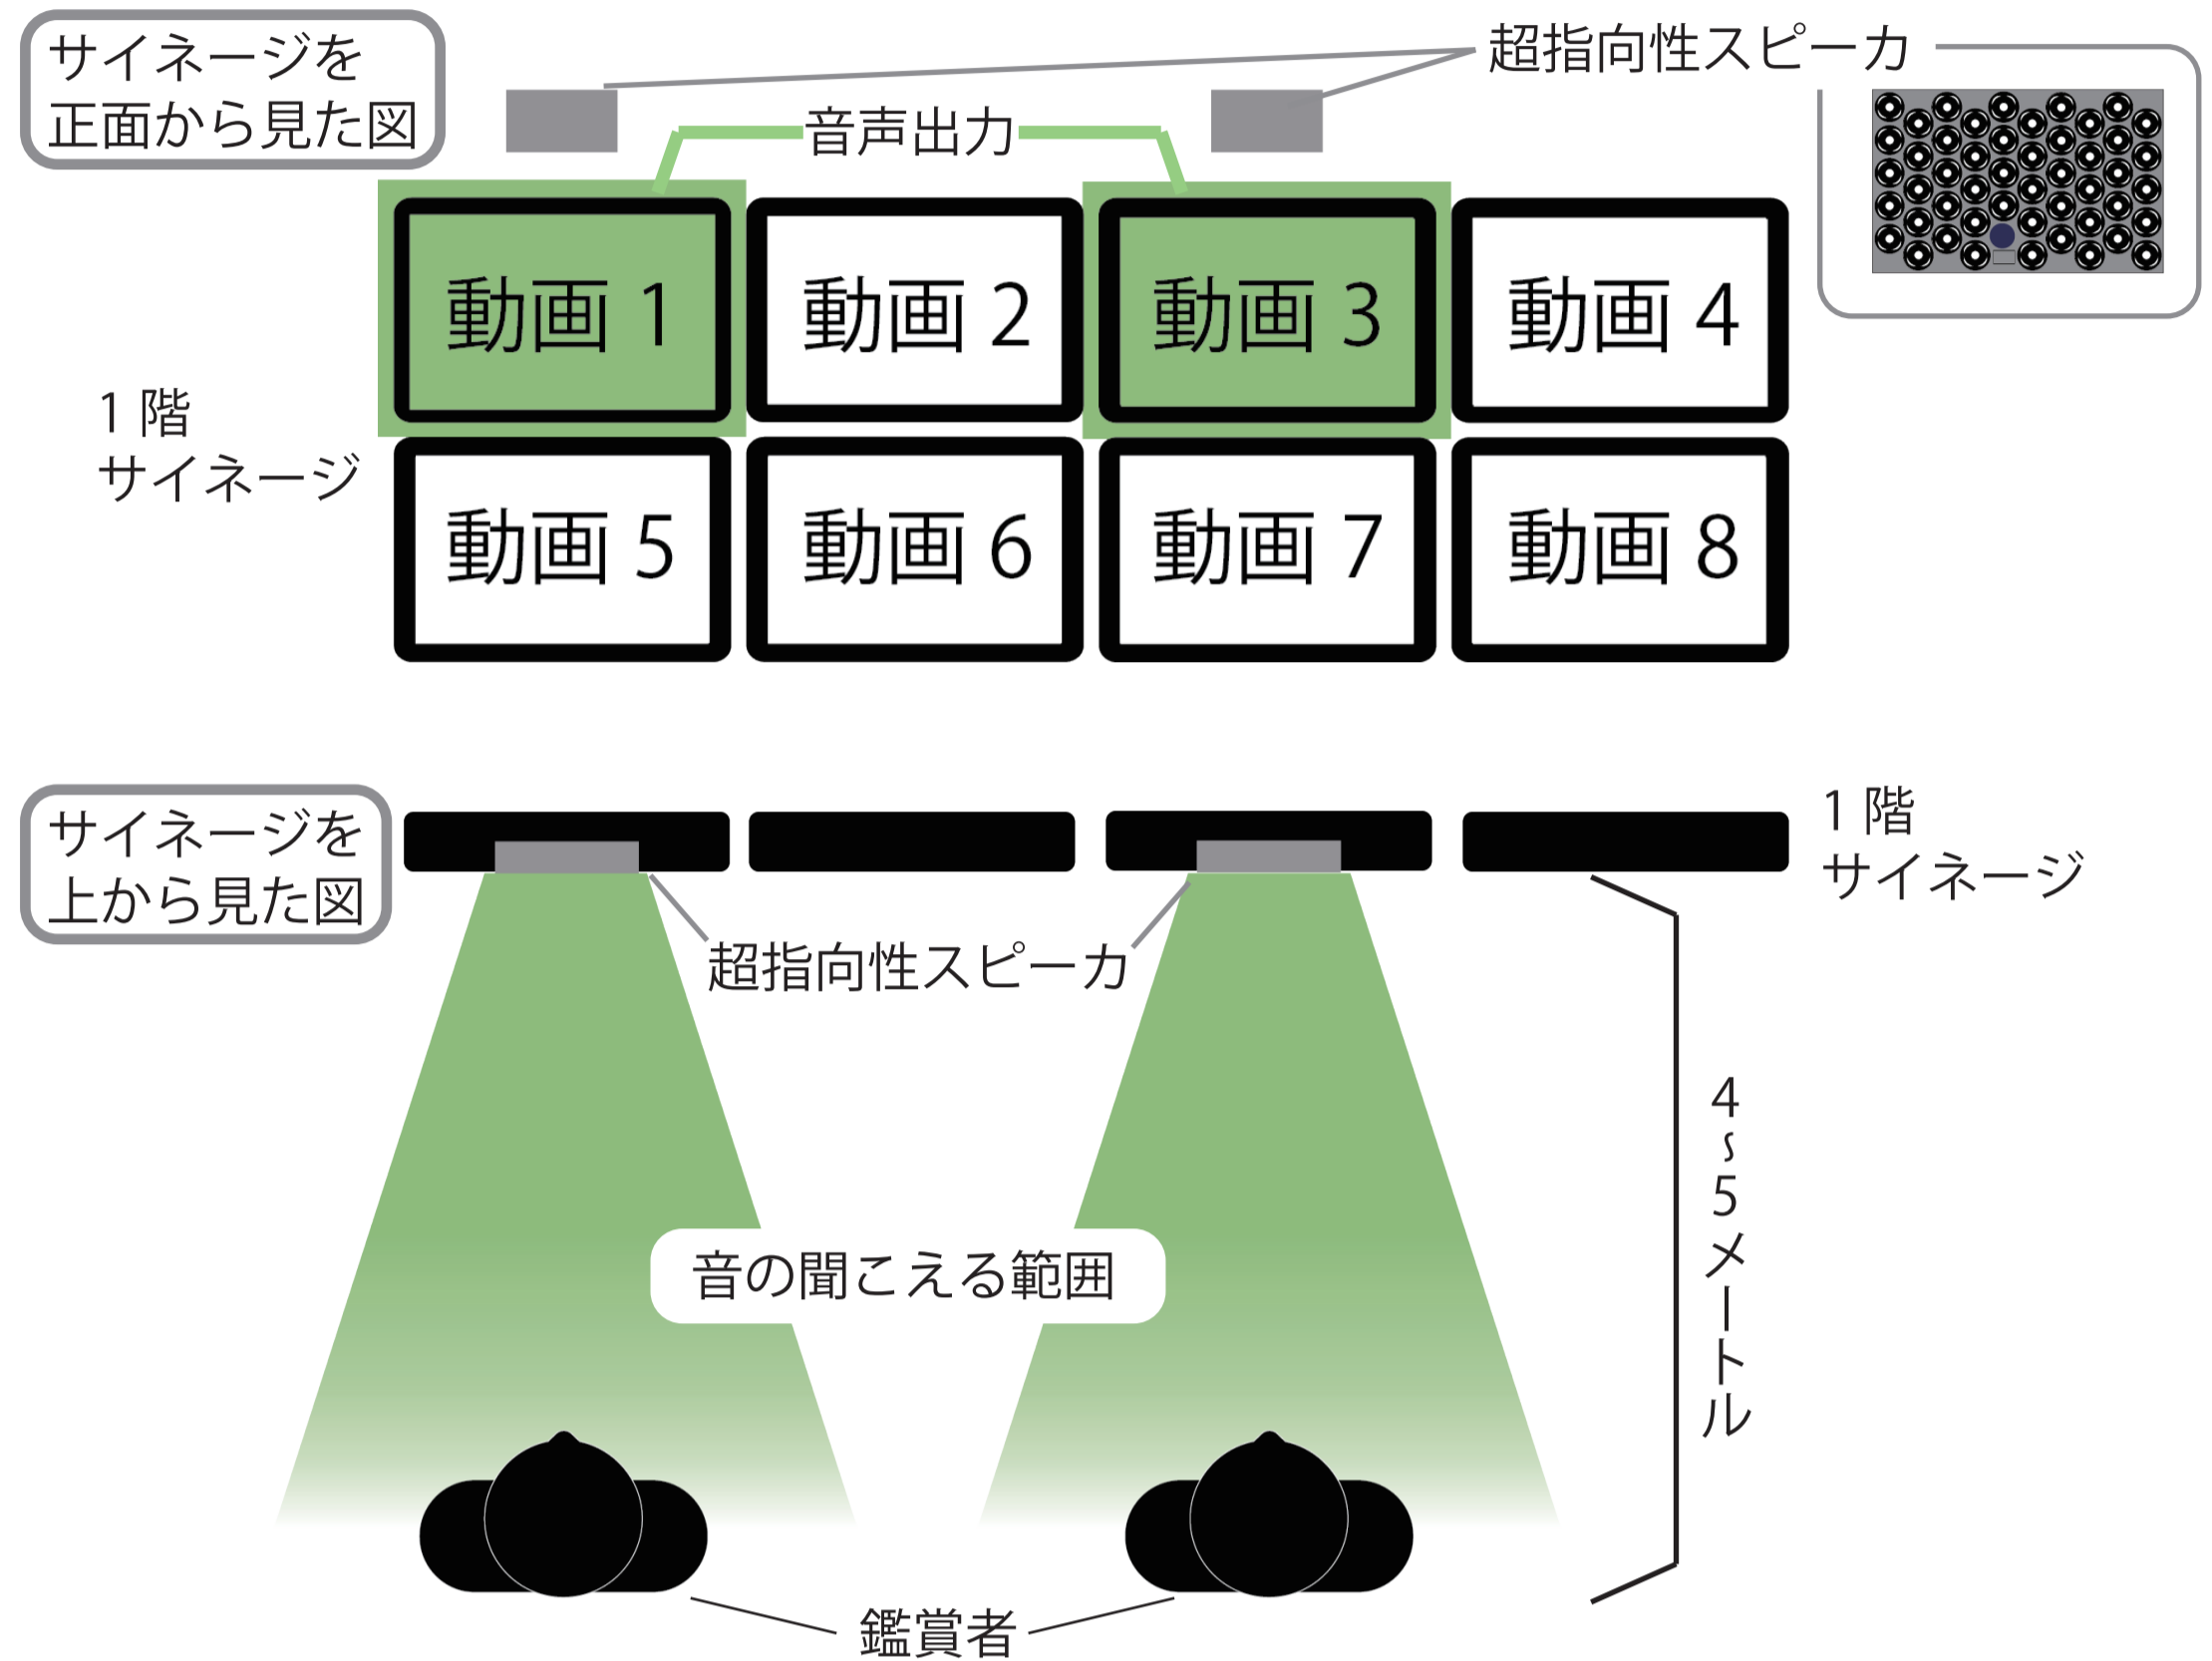 サイネージを
正面から見た図
超指向性スピーカ
音声出力
動画 1
動画 2
動画 3
動画 4
1 階
サイネージ
動画 5
動画 6
動画 7
動画 8
サイネージを
上から見た図
1 階
サイネージ
超指向性スピーカ
4~5メートル
音の聞こえる範囲
鑑賞者